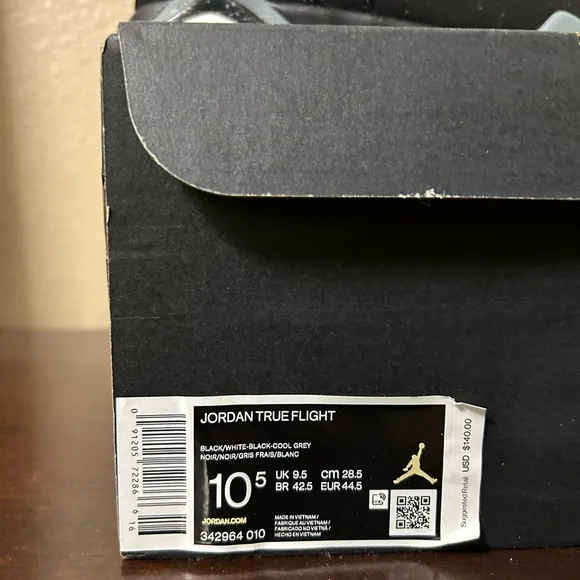 JORDAN TRUE FLIGHT
BLACK/WHITE-BLACK-COOL GREY
NOIR/NOIR/GRIS FRAIS/BLANC
10 5
UK 9.5 cm 28.5
BR 42.5 EUR 44.5
JORDAN.COM
342964 010
MADE IN VIETNAM/
FABRIQUE AU VIETNAM/
FABRICADO NO VIETNÃ/
HECHO EN VIETNAM
0 91205 72286 6 16
Suggested Retail USD $140.00